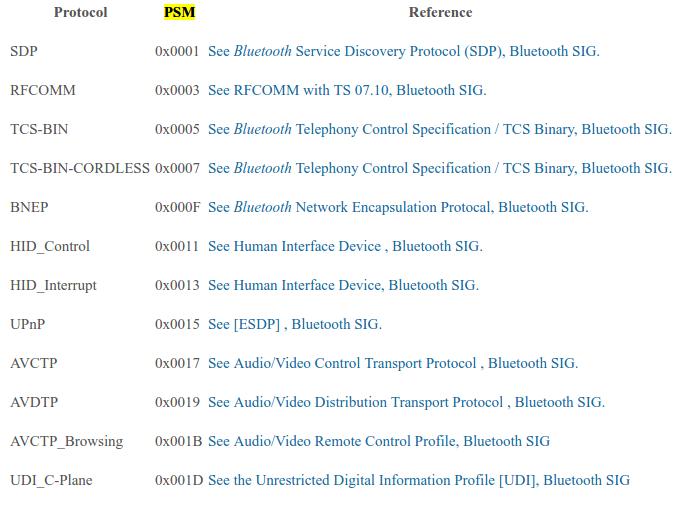 Protocol PSM Reference
SDP 0x0001 See Bluetooth Service Discovery Protocol (SDP), Bluetooth SIG.
RFCOMM 0x0003 See RFCOMM with TS 07.10, Bluetooth SIG.
TCS-BIN 0x0005 See Bluetooth Telephony Control Specification / TCS Binary, Bluetooth SIG.
TCS-BIN-CORDLESS 0x0007 See Bluetooth Telephony Control Specification / TCS Binary, Bluetooth SIG.
BNEP 0x000F See Bluetooth Network Encapsulation Protocal, Bluetooth SIG.
HID_Control 0x0011 See Human Interface Device , Bluetooth SIG.
HID_Interrupt 0x0013 See Human Interface Device, Bluetooth SIG.
UPnP 0x0015 See [ESDP] , Bluetooth SIG.
AVCTP 0x0017 See Audio/Video Control Transport Protocol , Bluetooth SIG.
AVDTP 0x0019 See Audio/Video Distribution Transport Protocol , Bluetooth SIG.
AVCTP_Browsing 0x001B See Audio/Video Remote Control Profile, Bluetooth SIG
UDI_C-Plane 0x001D See the Unrestricted Digital Information Profile [UDI], Bluetooth SIG